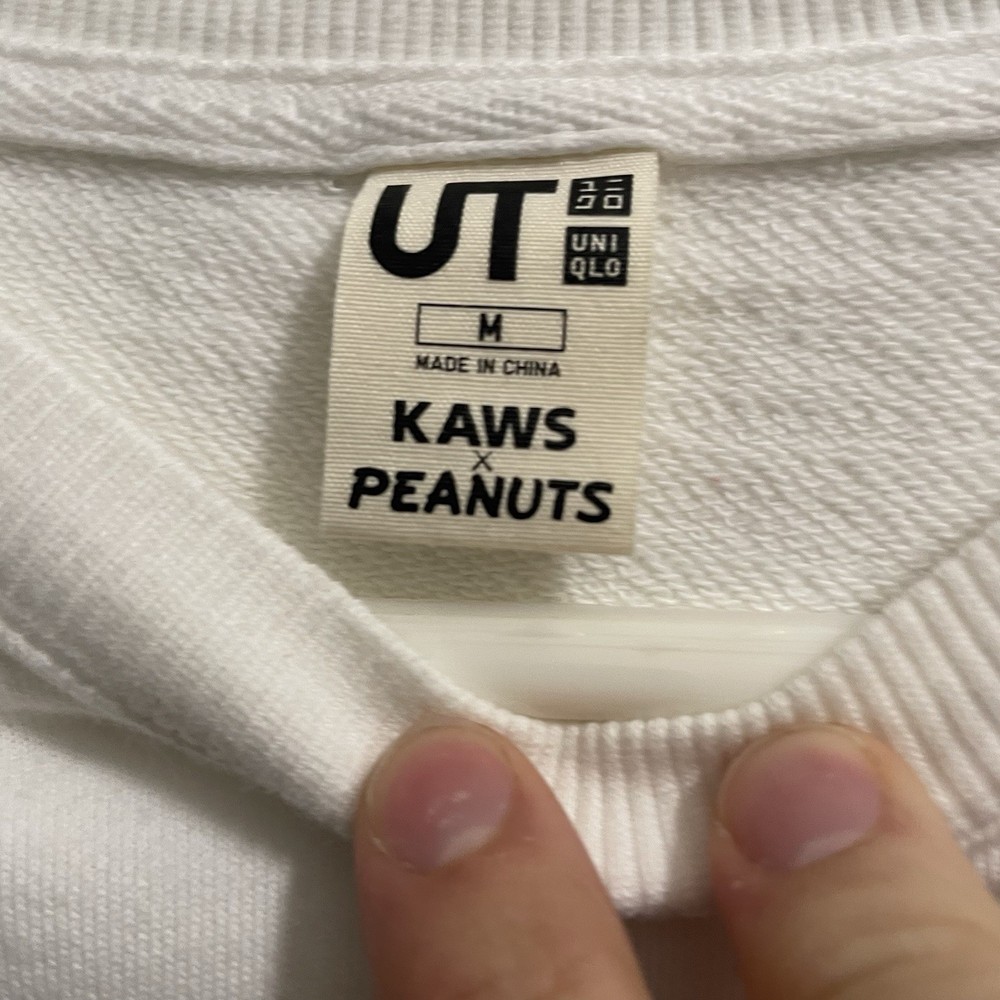 UT
ユニ
クロ
UNI
QLO
M
MADE IN CHINA
KAWS
×
PEANUTS